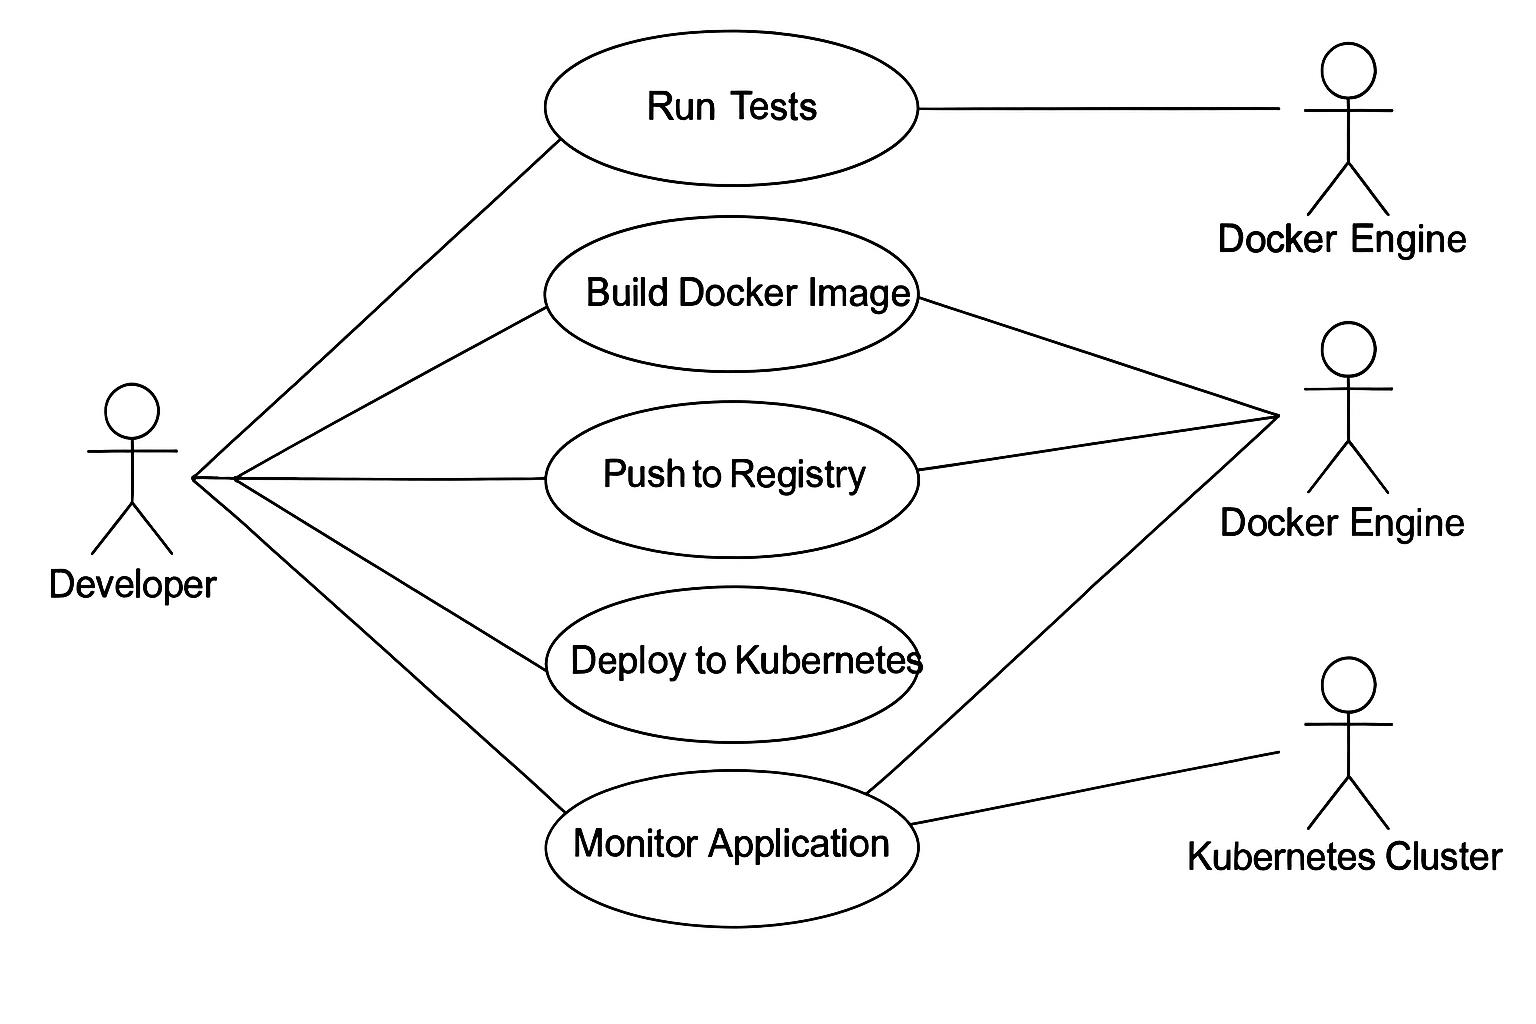 Run Tests
Docker Engine
Build Docker Image
Push to Registry
Docker Engine
Developer
Deploy to Kubernetes
Monitor Application
Kubernetes Cluster